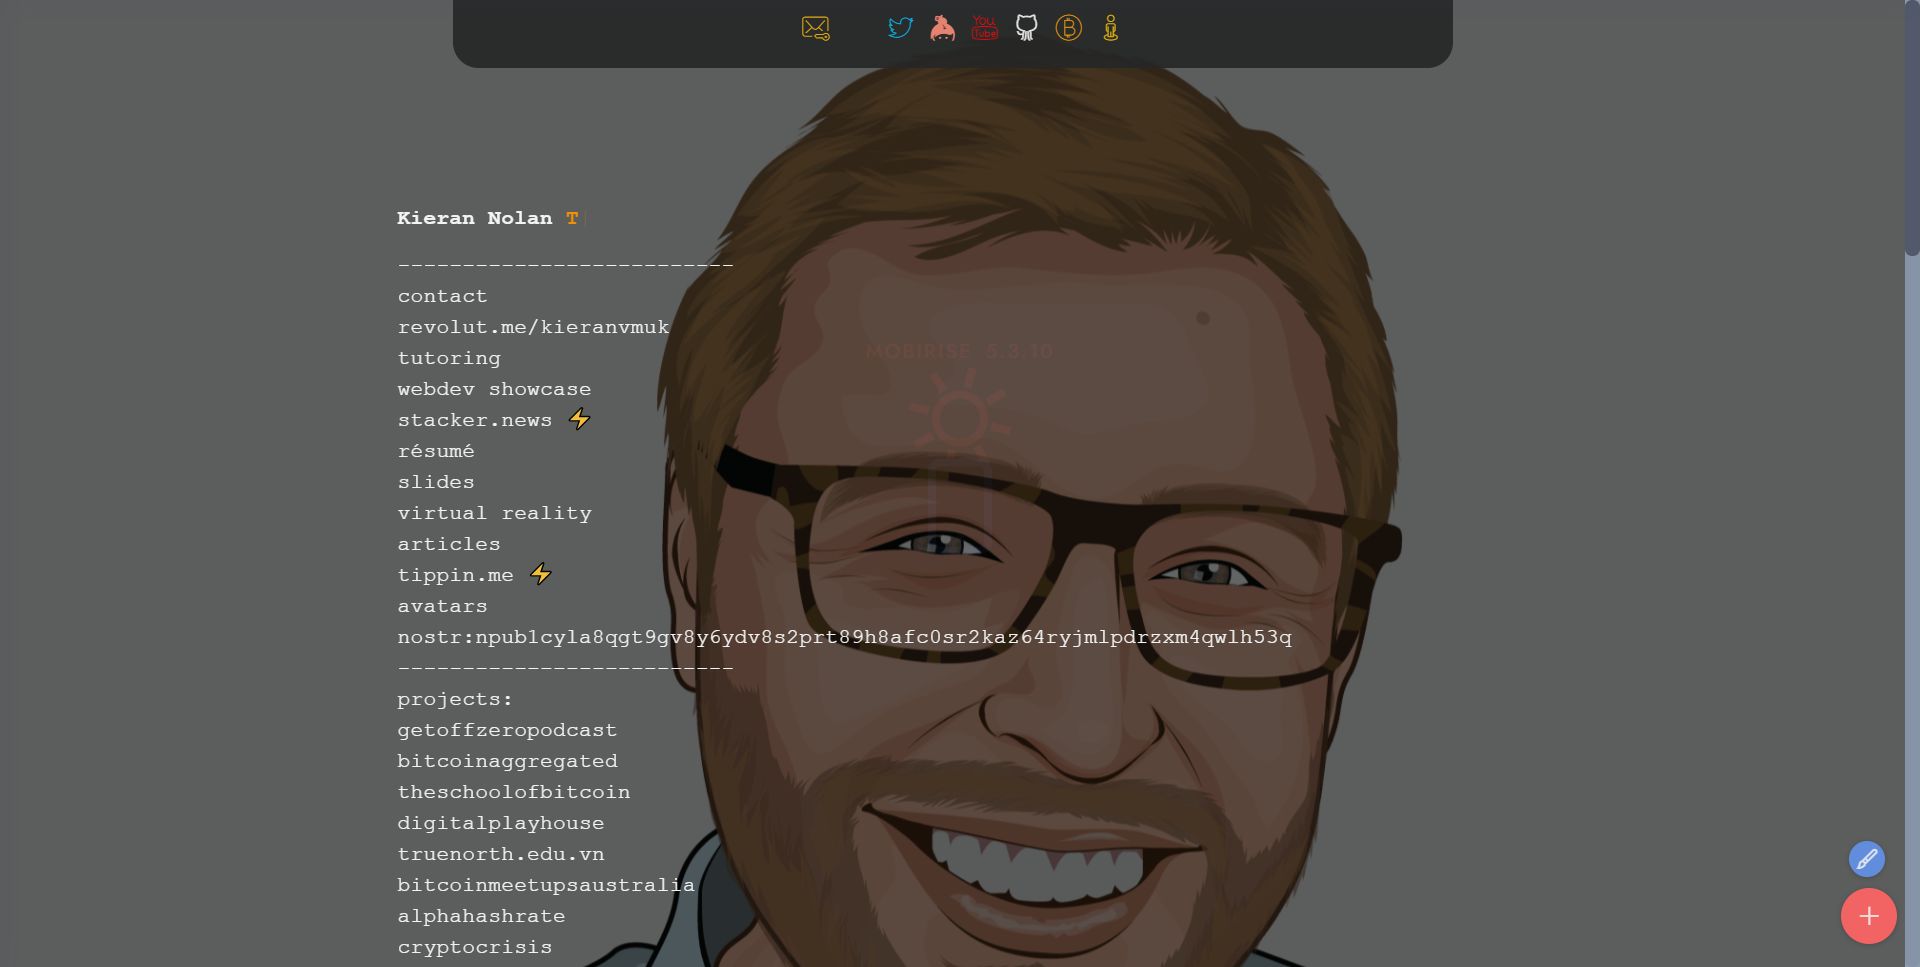 You
Tube
Kieran Nolan T
--------------------------
contact
revolut.me/kieranvmuk
tutoring
webdev showcase
stacker.news ⚡
résumé
slides
virtual reality
articles
tippin.me ⚡
avatars
nostr:npub1cyla8qgt9gv8y6ydv8s2prt89h8afc0sr2kaz64ryjmlpdrzxm4qwlh53q
--------------------------
projects:
getoffzeropodcast
bitcoinaggregated
theschoolofbitcoin
digitalplayhouse
truenorth.edu.vn
bitcoinmeetupsaustralia
alphahashrate
cryptocrisis
MOBIRISE 5.3.10